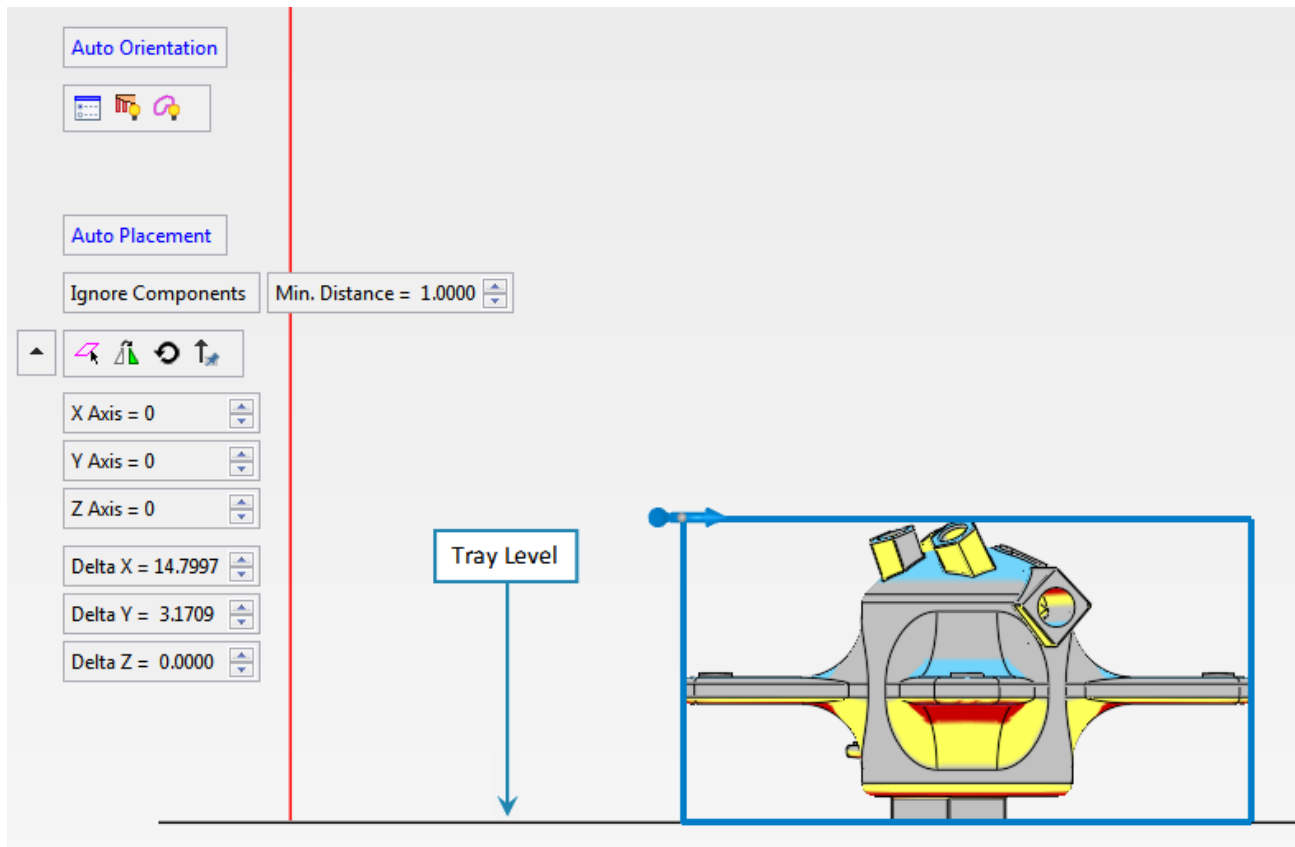 Auto Orientation
Auto Placement
Ignore Components
Min. Distance = 1.0000
X Axis = 0
Y Axis = 0
Z Axis = 0
Tray Level
Delta X = 14.7997
Delta Y = 3.1709
Delta Z = 0.0000